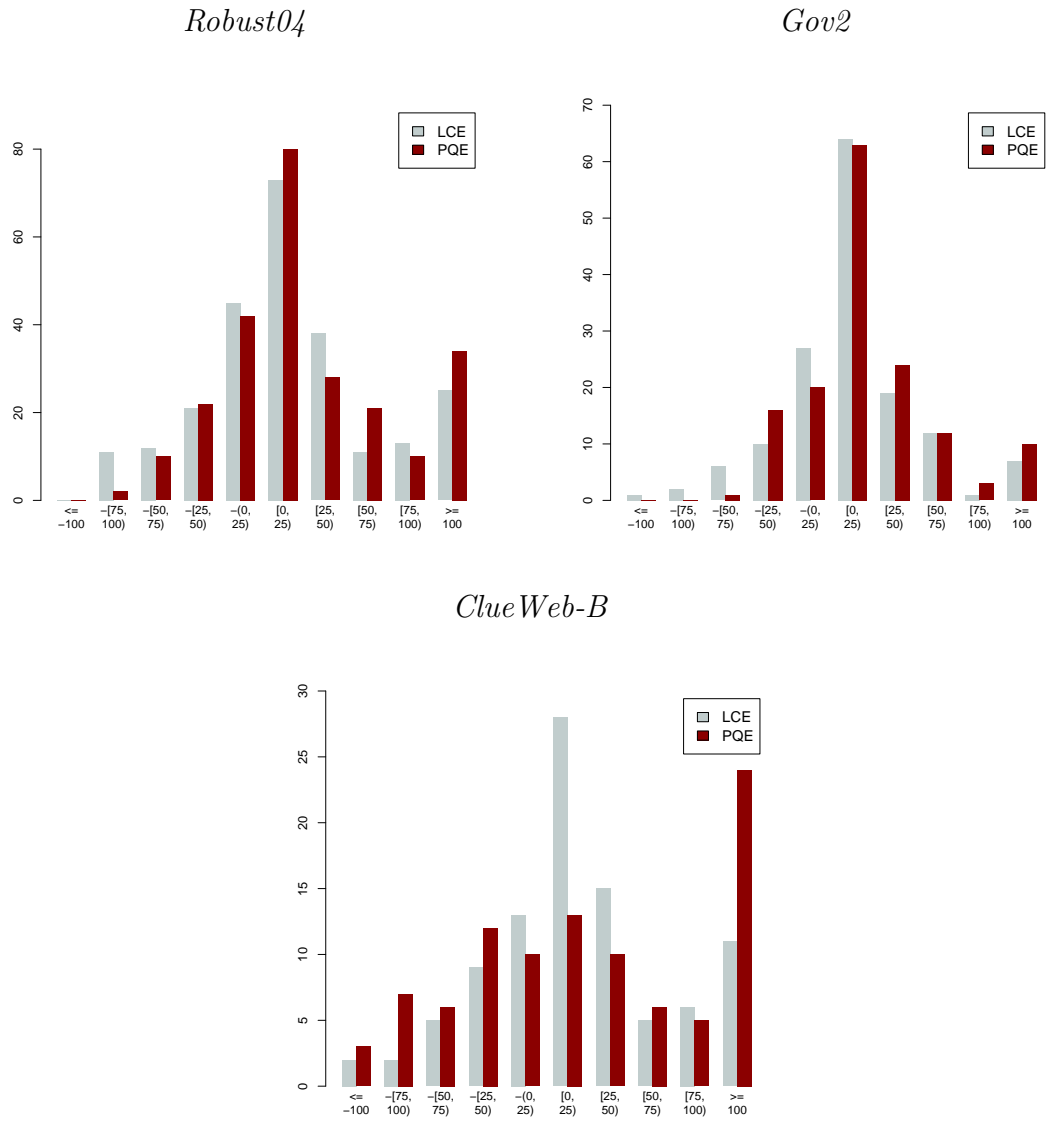 Robust04
LCE
PQE
0
20
40
60
80
<= −[75, −[50, −[25, −(0, [0, [25, [50, [75, >=
−100 100) 75) 50) 25) 25) 50) 75) 100) 100
Gov2
LCE
PQE
0
10
20
30
40
50
60
70
<= −[75, −[50, −[25, −(0, [0, [25, [50, [75, >=
−100 100) 75) 50) 25) 25) 50) 75) 100) 100
ClueWeb-B
LCE
PQE
0
5
10
15
20
25
30
<= −[75, −[50, −[25, −(0, [0, [25, [50, [75, >=
−100 100) 75) 50) 25) 25) 50) 75) 100) 100